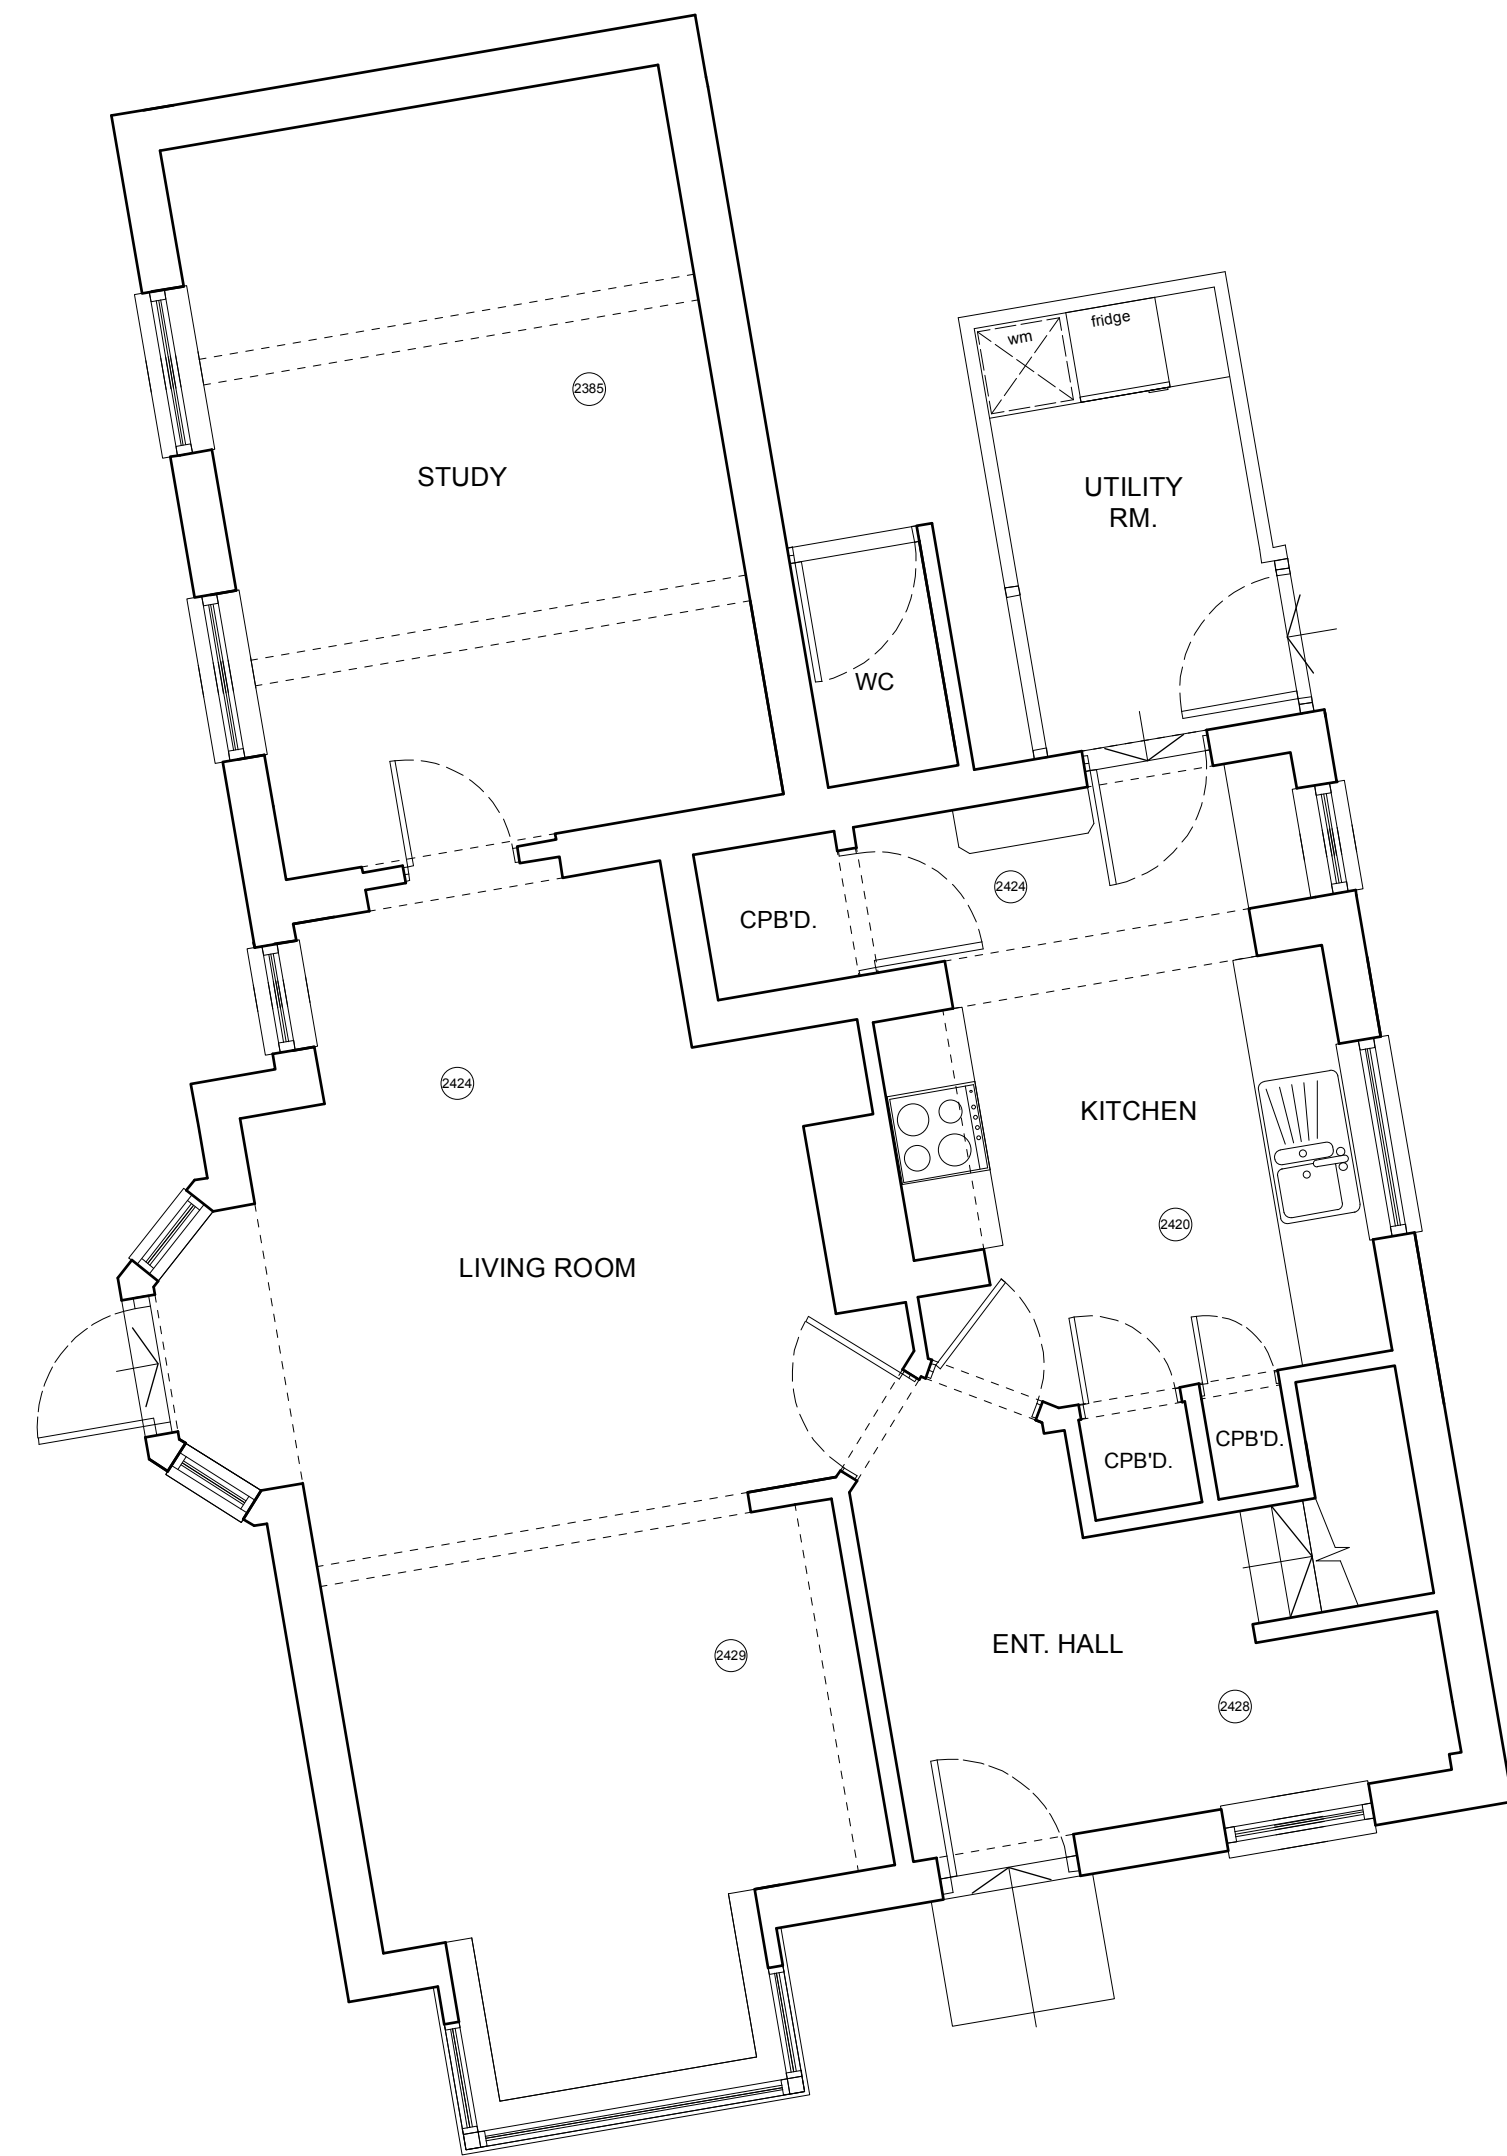 fridge
wm
2385
STUDY
UTILITY
RM.
WC
2424
CPB'D.
2424
KITCHEN
2420
LIVING ROOM
CPB'D.
CPB'D.
ENT. HALL
2429
2428